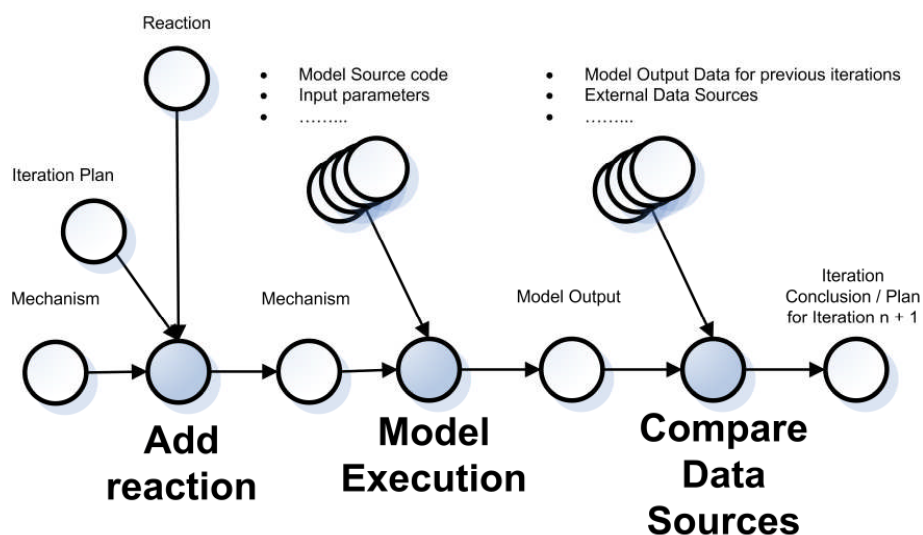 Reaction
• Model Source code
• Input parameters
• ……...
• Model Output Data for previous iterations
• External Data Sources
• ……...
Iteration Plan
Mechanism
Mechanism
Model Output
Iteration
Conclusion / Plan
for Iteration n + 1
Add
reaction
Model
Execution
Compare
Data
Sources